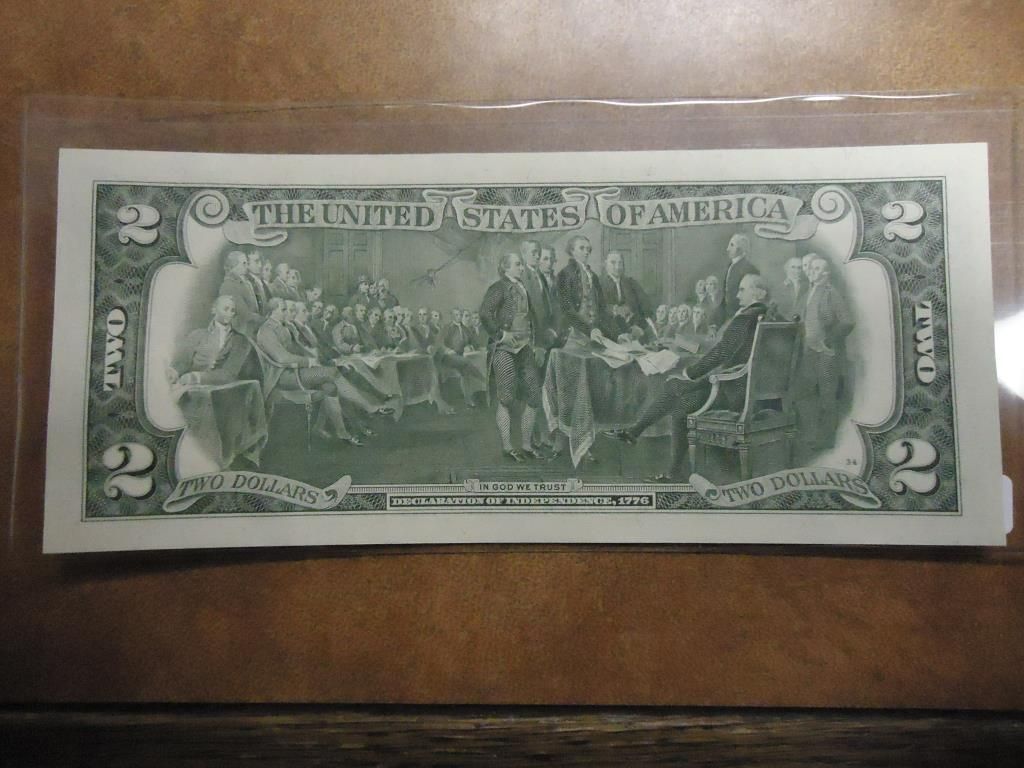 2 THE UNITED STATES OF AMERICA 2
TWO TWO
34
2 TWO DOLLARS IN GOD WE TRUST TWO DOLLARS 2
DECLARATION OF INDEPENDENCE, 1776